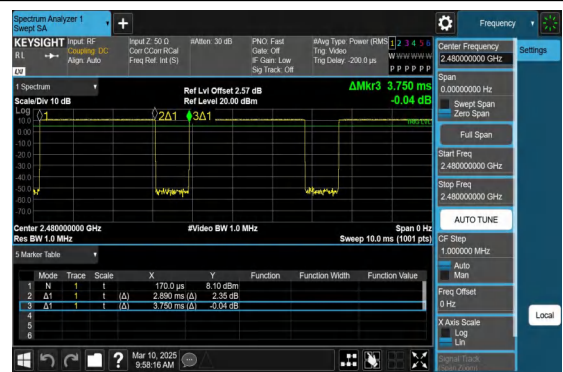 Spectrum Analyzer 1
Swept SA
Frequency
KEYSIGHT
RL
Input: RF
Coupling: DC
Align: Auto
Input Z: 50 Ω
Corr CCorr RCal
Freq Ref: Int (S)
#Atten: 30 dB
PNO: Fast
Gate: Off
IF Gain: Low
Sig Track: Off
#Avg Type: Power (RMS
Trig: Video
Trig Delay: -200.0 µs
1 2 3 4 5 6
W W W W W W
P P P P P P
LXI
1 Spectrum
Scale/Div 10 dB
Ref Lvl Offset 2.57 dB
Ref Level 20.00 dBm
ΔMkr3 3.750 ms
-0.04 dB
Log
1
2Δ1
3Δ1
10.0
0.00
-10.0
-20.0
-30.0
-40.0
-50.0
-60.0
-70.0
Center 2.480000000 GHz
Res BW 1.0 MHz
#Video BW 1.0 MHz
Span 0 Hz
Sweep 10.0 ms (1001 pts)
5 Marker Table
Mode Trace Scale X Y Function Function Width Function Value
1 N 1 t 170.0 µs 8.10 dBm
2 Δ1 1 t (Δ) 2.890 ms (Δ) 2.35 dB
3 Δ1 1 t (Δ) 3.750 ms (Δ) -0.04 dB
4
5
6
Mar 10, 2025
9:58:16 AM
Center Frequency
2.480000000 GHz
Settings
Span
0.00000000 Hz
Swept Span
Zero Span
Full Span
Start Freq
2.480000000 GHz
Stop Freq
2.480000000 GHz
AUTO TUNE
CF Step
1.000000 MHz
Auto
Man
Freq Offset
0 Hz
X Axis Scale
Log
Lin
Local
Signal Track
(Span Zoom)